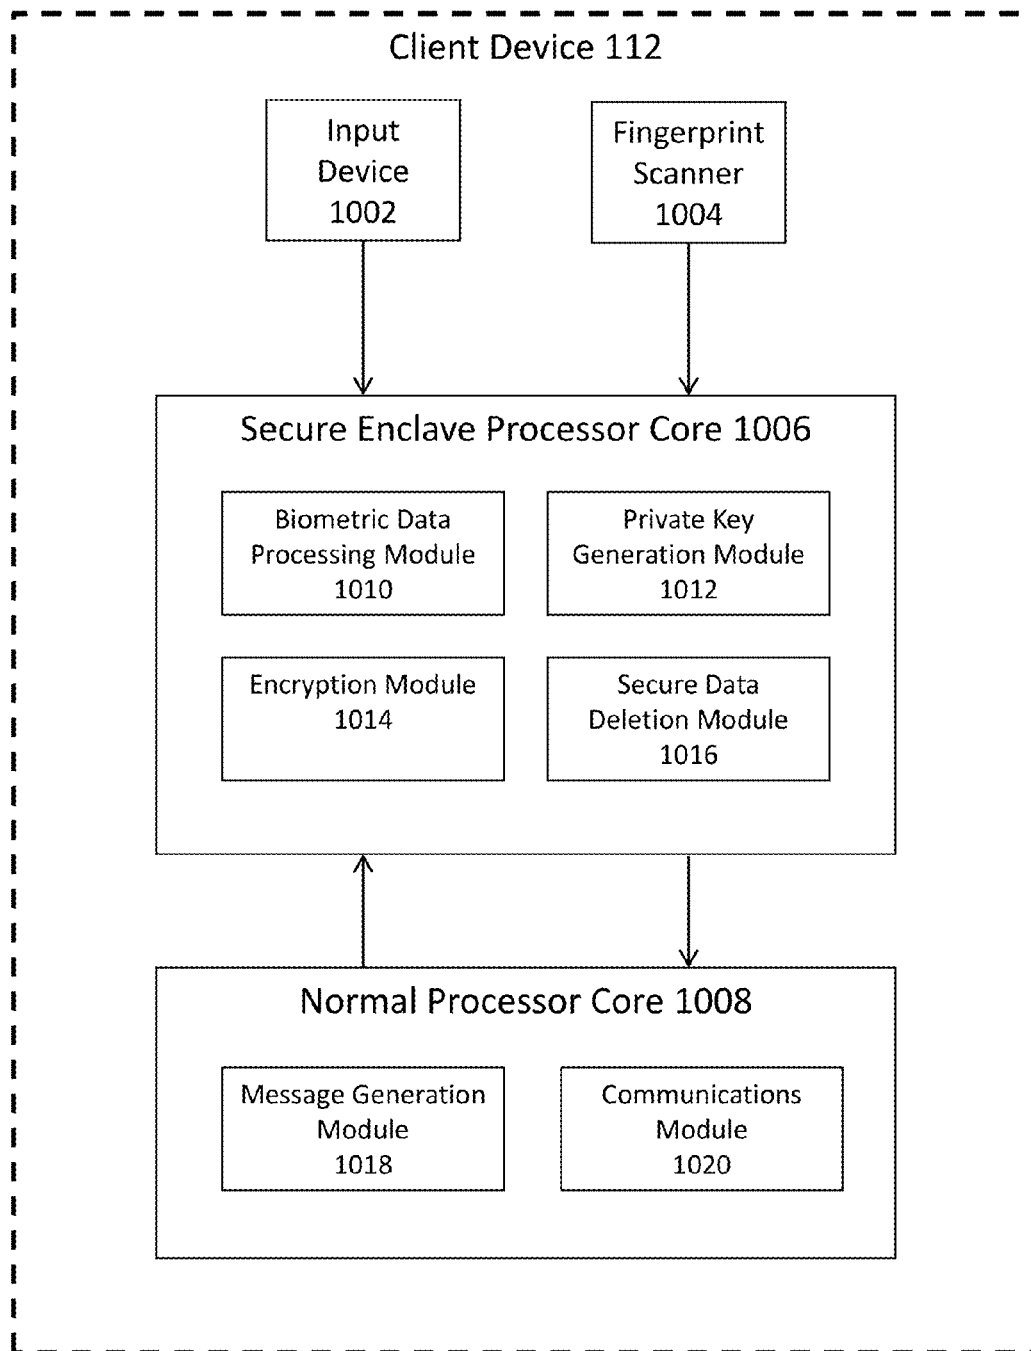 Client Device 112
Input
Device
1002
Fingerprint
Scanner
1004
Secure Enclave Processor Core 1006
Biometric Data
Processing Module
1010
Private Key
Generation Module
1012
Encryption Module
1014
Secure Data
Deletion Module
1016
Normal Processor Core 1008
Message Generation
Module
1018
Communications
Module
1020